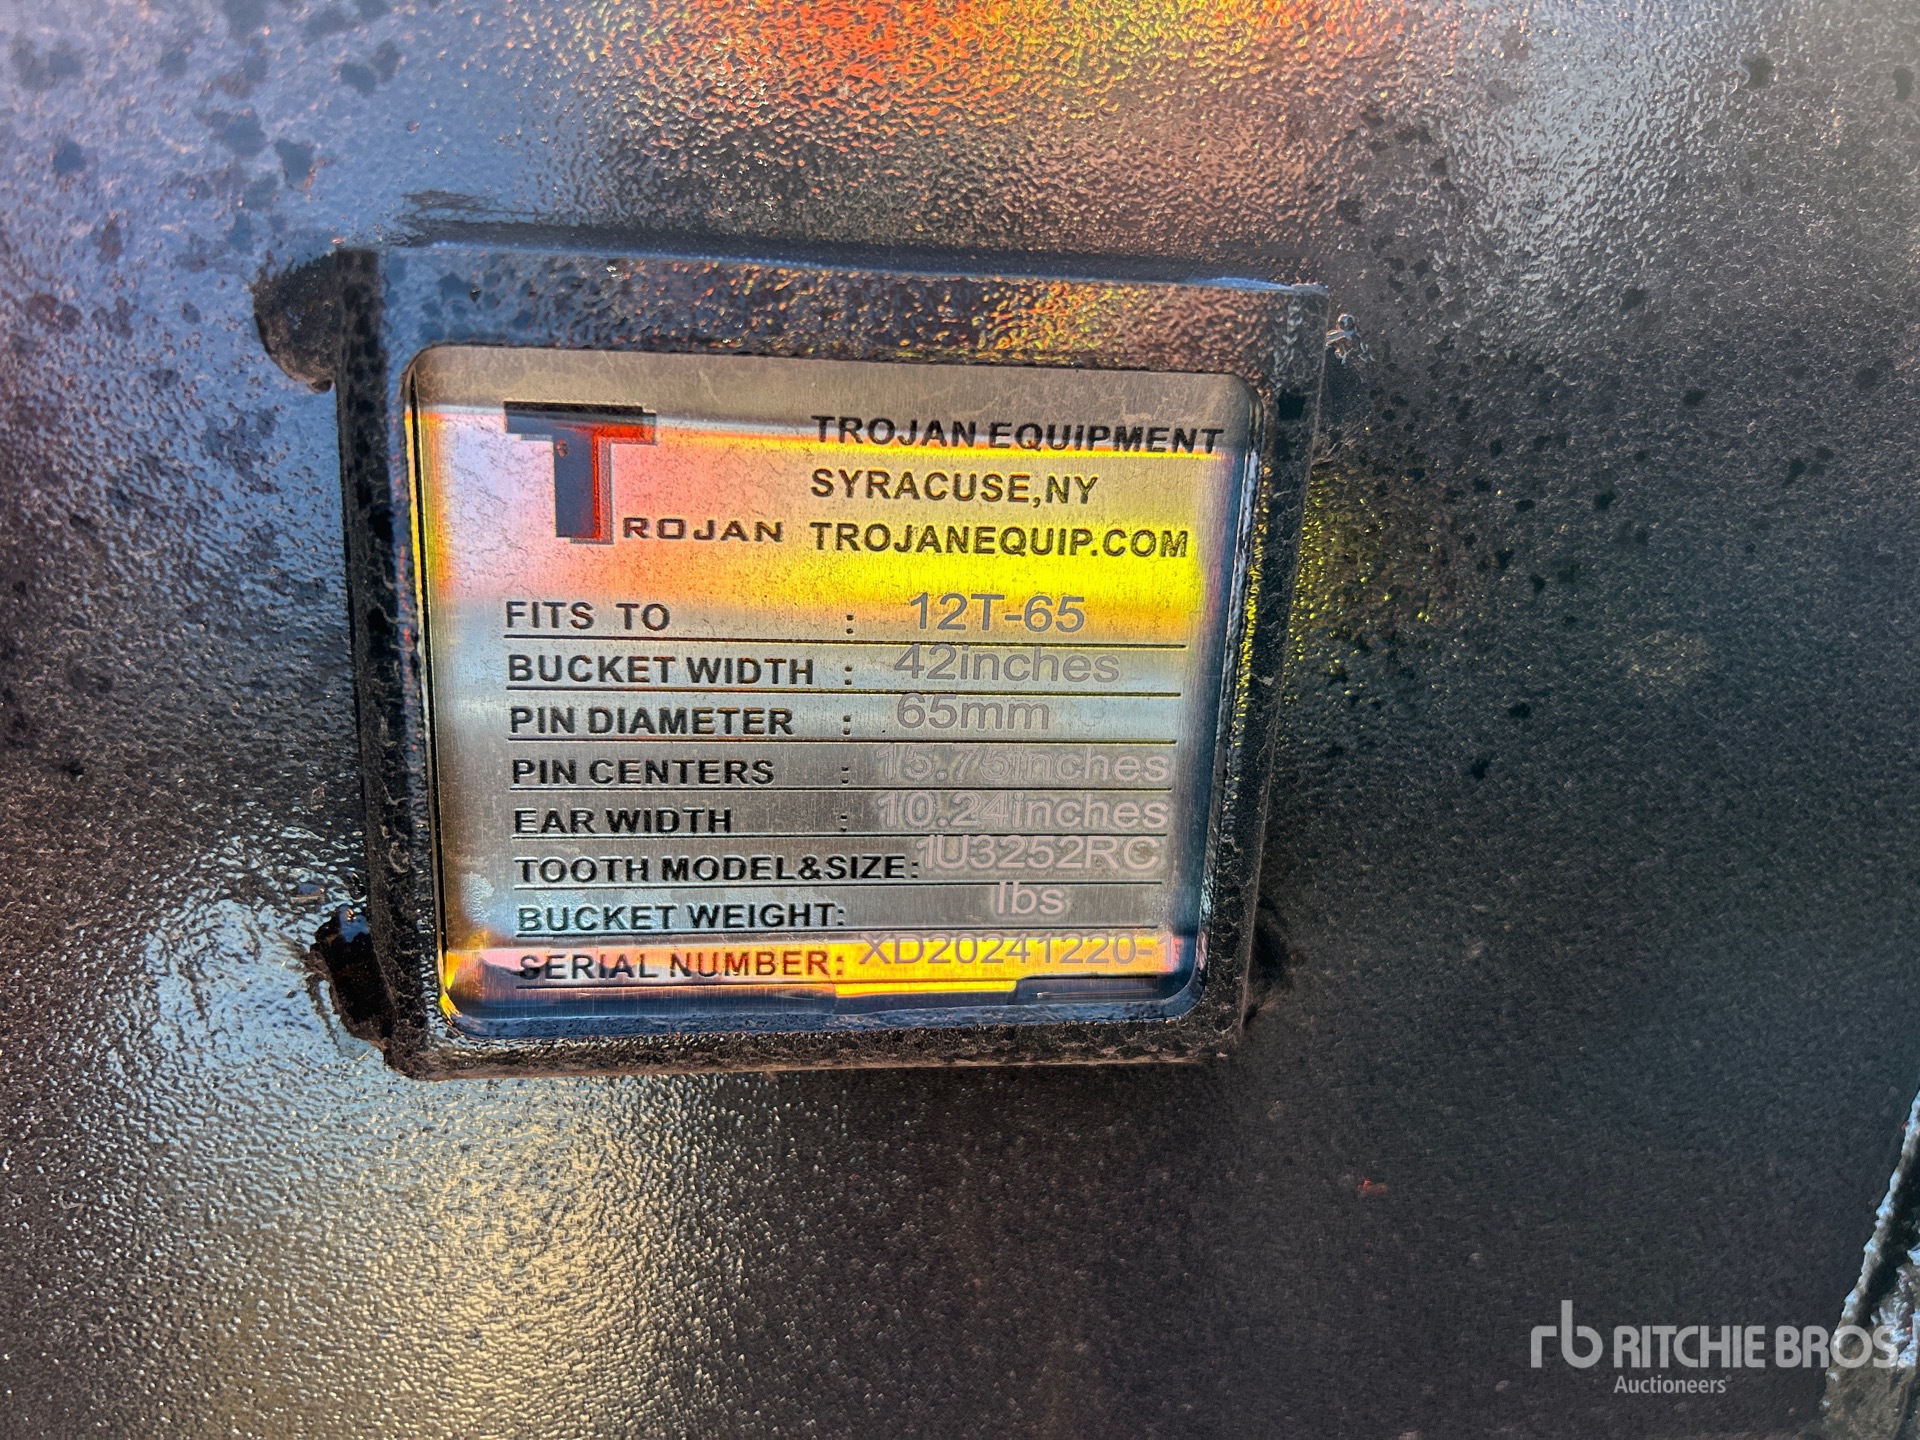 TROJAN
TROJAN EQUIPMENT
SYRACUSE,NY
TROJANEQUIP.COM
FITS TO : 12T-65
BUCKET WIDTH : 42inches
PIN DIAMETER : 65mm
PIN CENTERS : 15.75inches
EAR WIDTH : 10.24inches
TOOTH MODEL&SIZE: 1U3252RC
BUCKET WEIGHT: lbs
SERIAL NUMBER: XD20241220-1
rb RITCHIE BROS
Auctioneers